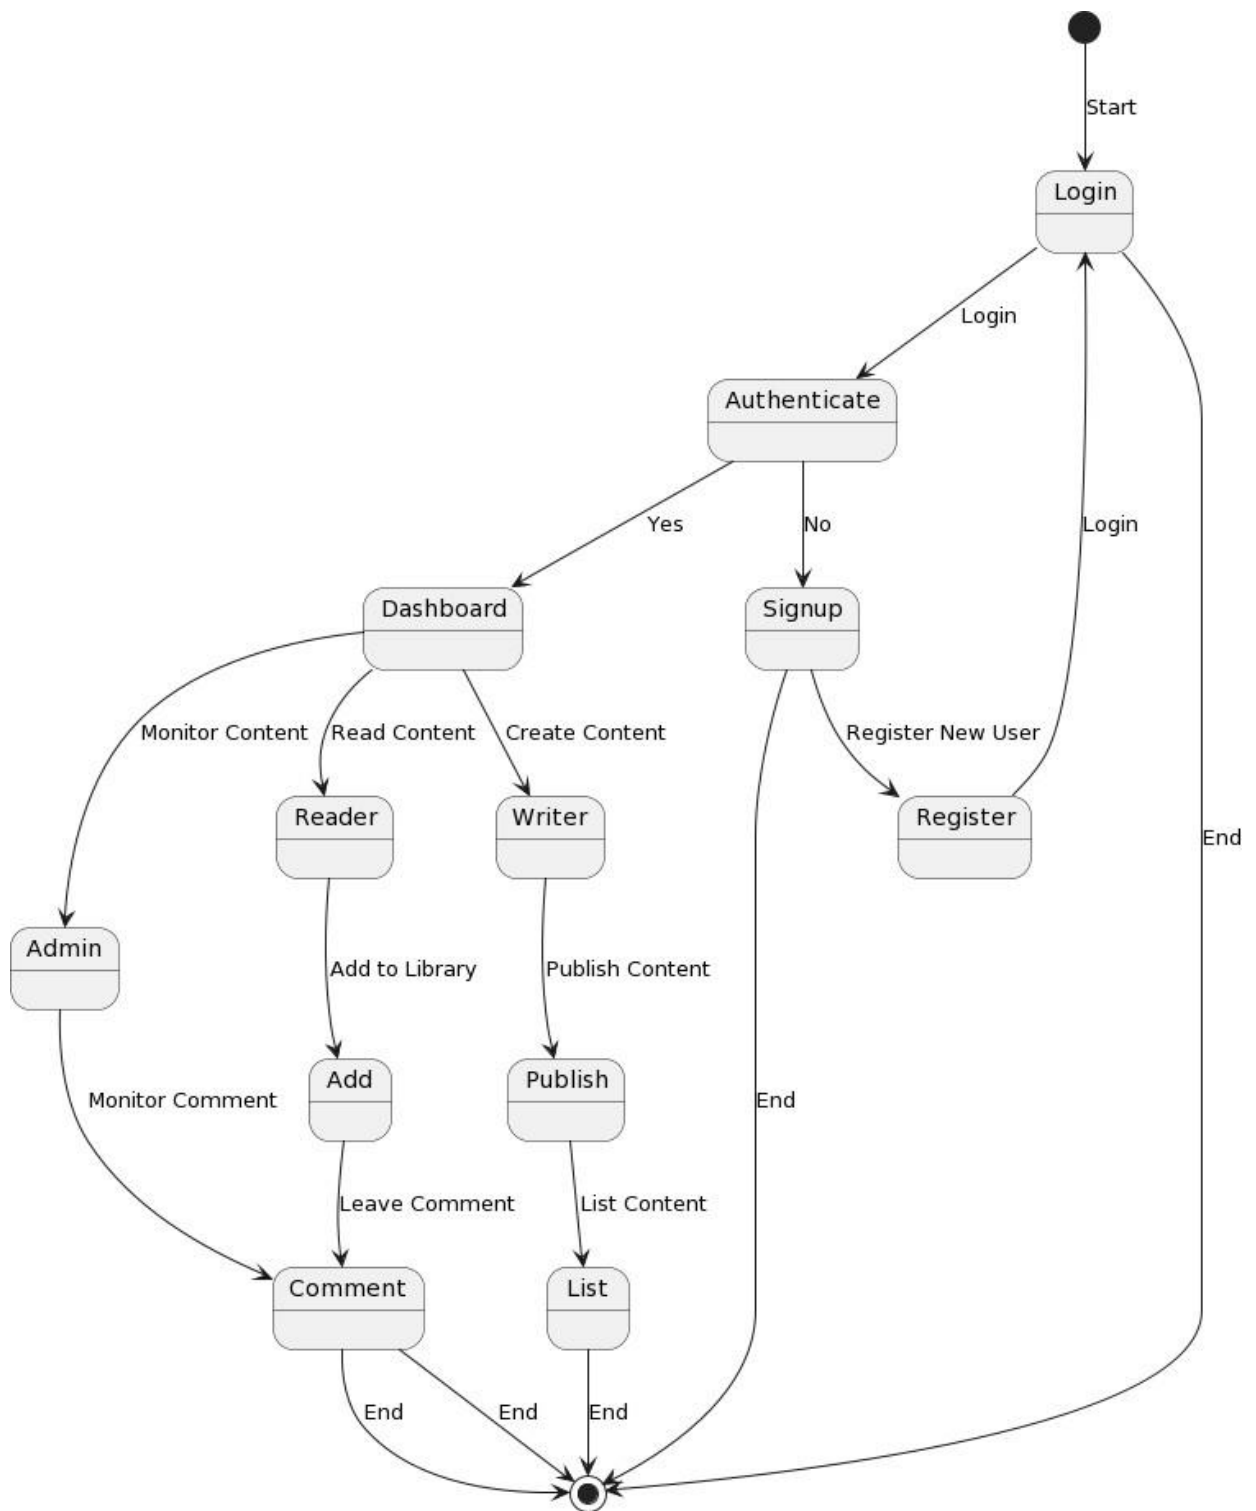 Start
Login
Login
Authenticate
Yes
No
Login
Dashboard
Signup
Monitor Content
Read Content
Create Content
Register New User
Reader
Writer
Register
End
Admin
Add to Library
Publish Content
Add
Publish
Monitor Comment
End
Leave Comment
List Content
Comment
List
End
End
End